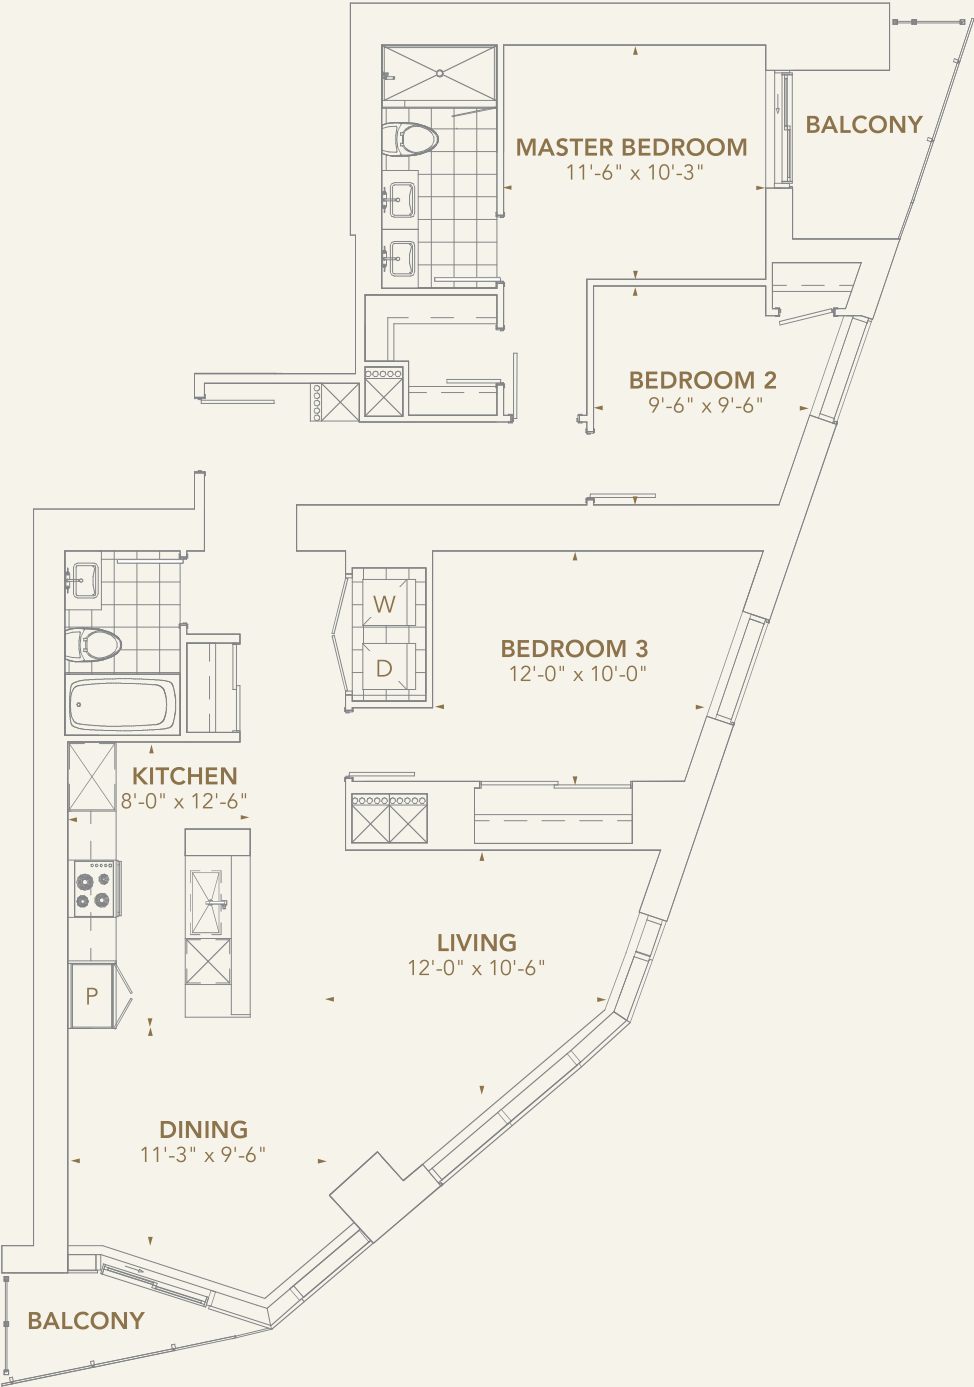 BALCONY
MASTER BEDROOM
11'-6" x 10'-3"
BEDROOM 2
9'-6" x 9'-6"
W
D
BEDROOM 3
12'-0" x 10'-0"
KITCHEN
8'-0" x 12'-6"
LIVING
12'-0" x 10'-6"
P
DINING
11'-3" x 9'-6"
BALCONY